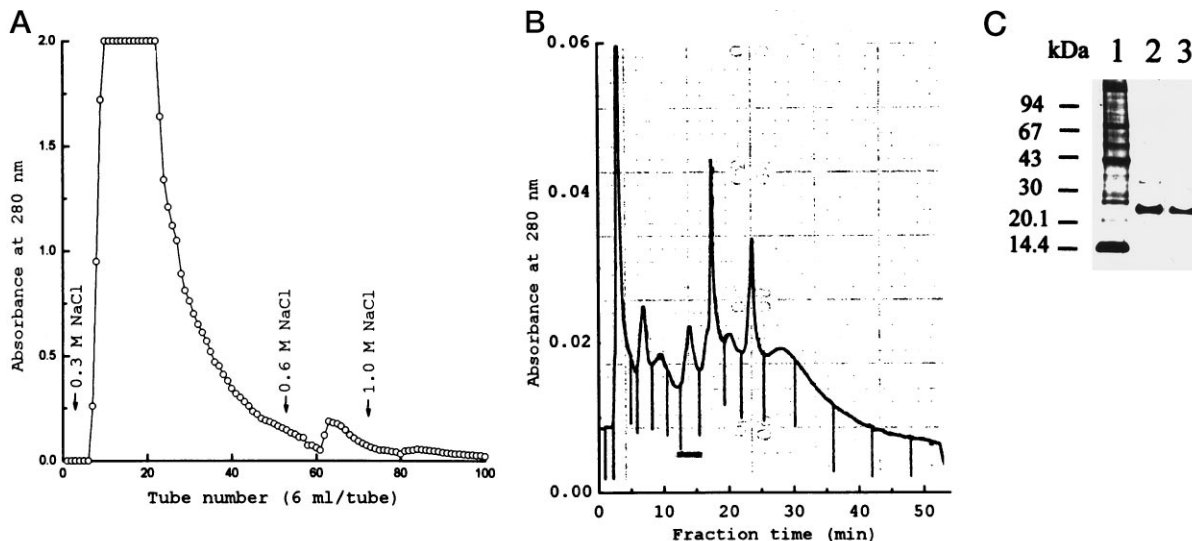 A
Absorbance at 280 nm
2.0
1.5
1.0
0.5
0.0
0.3 M NaCl
0.6 M NaCl
1.0 M NaCl
0
20
40
60
80
100
Tube number (6 ml/tube)
B
Absorbance at 280 nm
0.06
0.04
0.02
0.00
0
10
20
30
40
50
Fraction time (min)
C
kDa 1 2 3
94
67
43
30
20.1
14.4